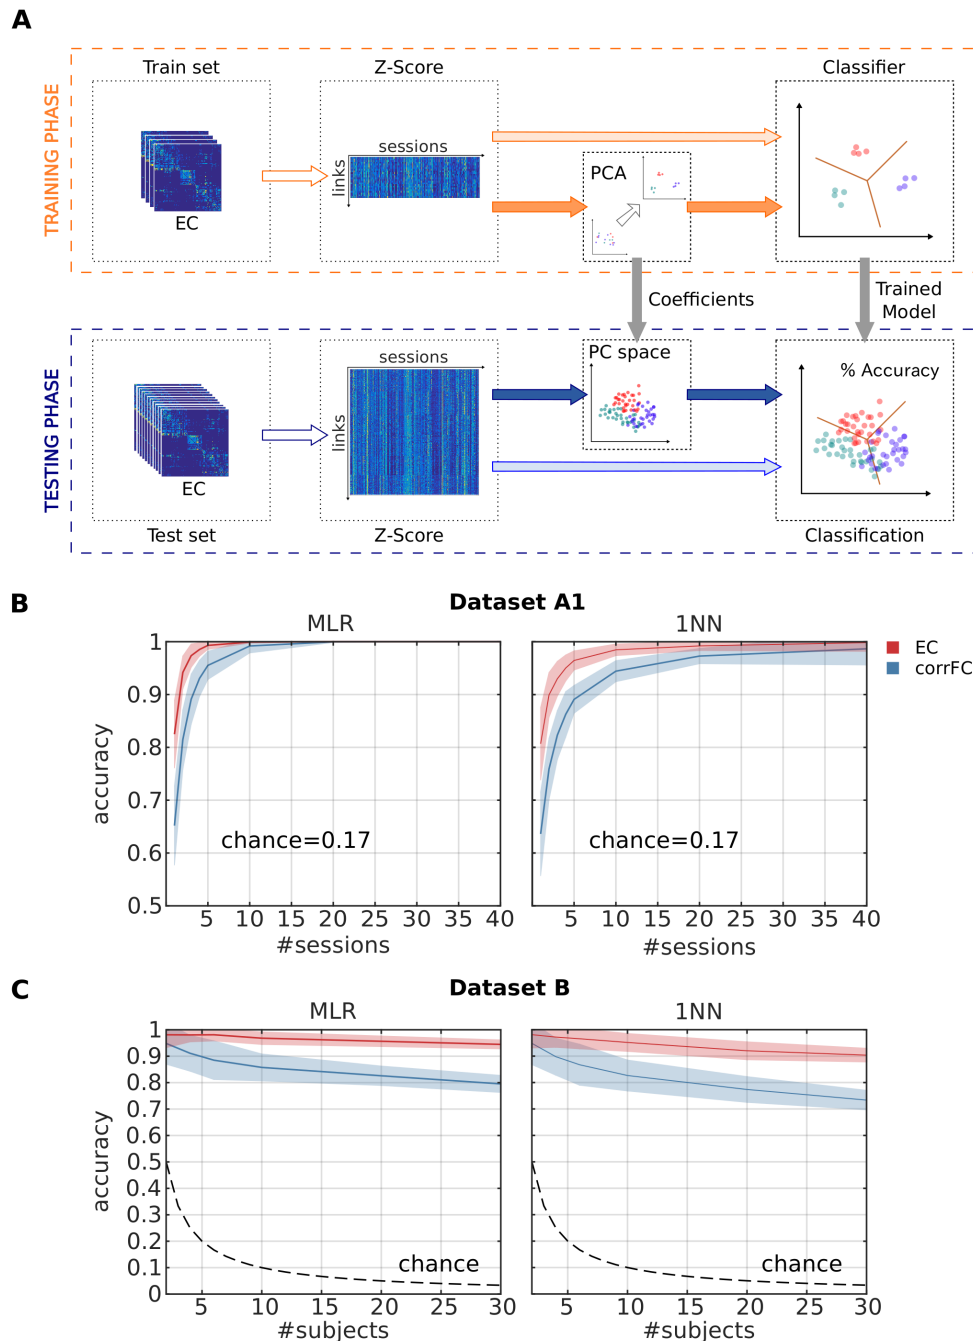 A
TRAINING PHASE
Train set
Z-Score
Classifier
sessions
links
PCA
EC
Coefficients
Trained
Model
TESTING PHASE
sessions
links
PC space
% Accuracy
EC
Test set
Z-Score
Classification
B
Dataset A1
MLR
1NN
EC
corrFC
accuracy
1
0.9
0.8
0.7
0.6
0.5
chance=0.17
chance=0.17
5 10 15 20 25 30 35 40
5 10 15 20 25 30 35 40
#sessions
#sessions
C
Dataset B
MLR
1NN
accuracy
1
0.9
0.8
0.7
0.6
0.5
0.4
0.3
0.2
0.1
0
chance
chance
5 10 15 20 25 30
5 10 15 20 25 30
#subjects
#subjects